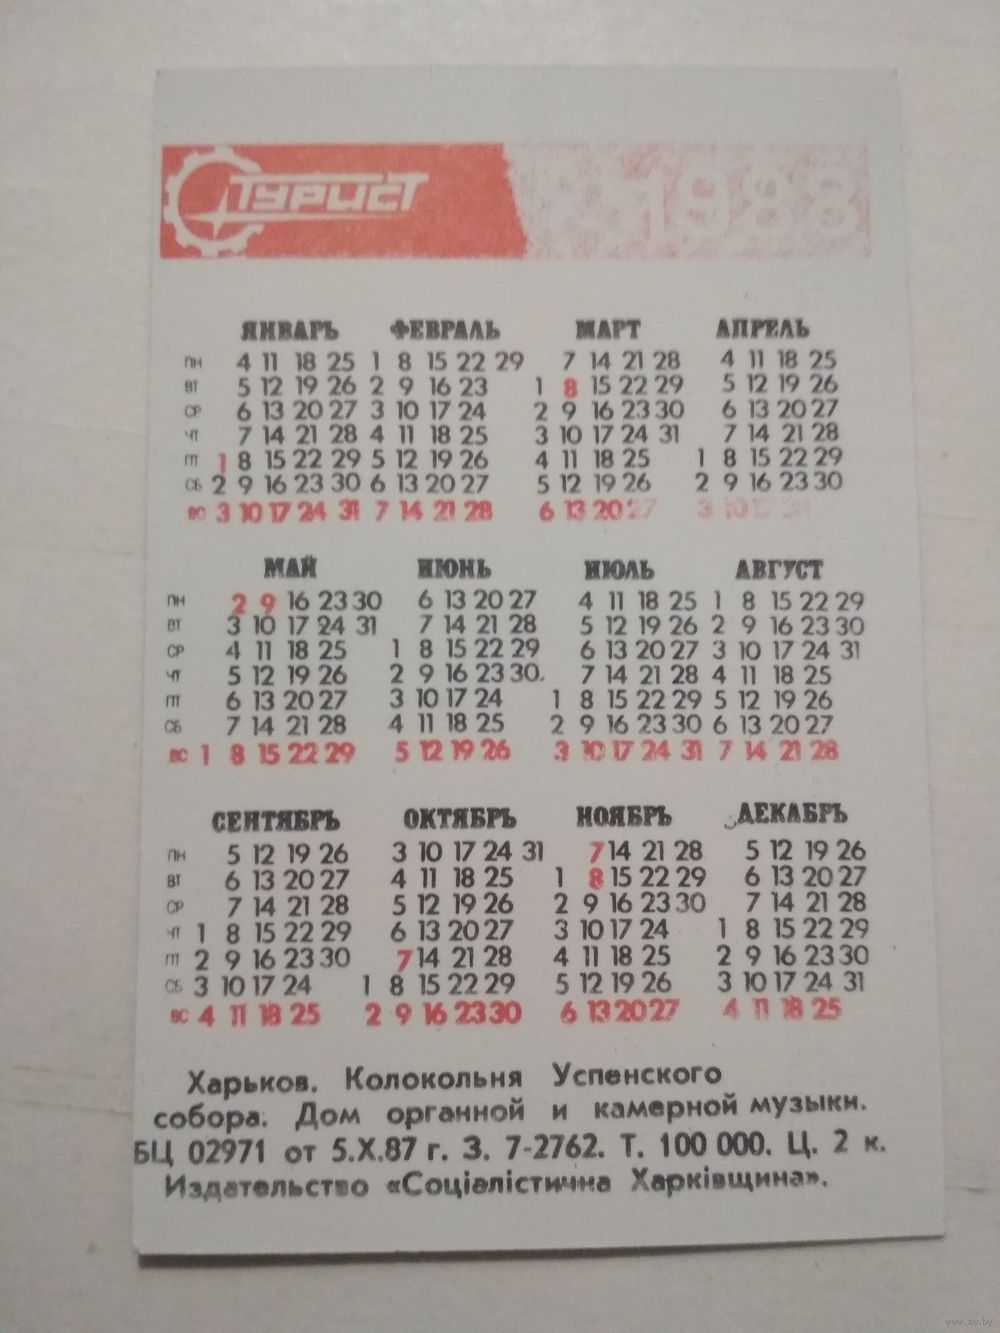 ТУРИСТ 1988
ЯНВАРЬ ФЕВРАЛЬ МАРТ АПРЕЛЬ
ПН 4 11 18 25 1 8 15 22 29 7 14 21 28 4 11 18 25
ВТ 5 12 19 26 2 9 16 23 1 8 15 22 29 5 12 19 26
СР 6 13 20 27 3 10 17 24 2 9 16 23 30 6 13 20 27
ЧТ 7 14 21 28 4 11 18 25 3 10 17 24 31 7 14 21 28
ПТ 1 8 15 22 29 5 12 19 26 4 11 18 25 1 8 15 22 29
СБ 2 9 16 23 30 6 13 20 27 5 12 19 26 2 9 16 23 30
ВС 3 10 17 24 31 7 14 21 28 6 13 20 27 3 10 17 24
МАЙ ИЮНЬ ИЮЛЬ АВГУСТ
ПН 2 9 16 23 30 6 13 20 27 4 11 18 25 1 8 15 22 29
ВТ 3 10 17 24 31 7 14 21 28 5 12 19 26 2 9 16 23 30
СР 4 11 18 25 1 8 15 22 29 6 13 20 27 3 10 17 24 31
ЧТ 5 12 19 26 2 9 16 23 30. 7 14 21 28 4 11 18 25
ПТ 6 13 20 27 3 10 17 24 1 8 15 22 29 5 12 19 26
СБ 7 14 21 28 4 11 18 25 2 9 16 23 30 6 13 20 27
ВС 1 8 15 22 29 5 12 19 26 3 10 17 24 31 7 14 21 28
СЕНТЯБРЬ ОКТЯБРЬ НОЯБРЬ ДЕКАБРЬ
ПН 5 12 19 26 3 10 17 24 31 7 14 21 28 5 12 19 26
ВТ 6 13 20 27 4 11 18 25 1 8 15 22 29 6 13 20 27
СР 7 14 21 28 5 12 19 26 2 9 16 23 30 7 14 21 28
ЧТ 1 8 15 22 29 6 13 20 27 3 10 17 24 1 8 15 22 29
ПТ 2 9 16 23 30 7 14 21 28 4 11 18 25 2 9 16 23 30
СБ 3 10 17 24 1 8 15 22 29 5 12 19 26 3 10 17 24 31
ВС 4 11 18 25 2 9 16 23 30 6 13 20 27 4 11 18 25
Харьков. Колокольня Успенского
собора. Дом органной и камерной музыки.
БЦ 02971 от 5.X.87 г. З. 7-2762. Т. 100 000. Ц. 2 к.
Издательство «Соціалістична Харківщина».
www.ay.by